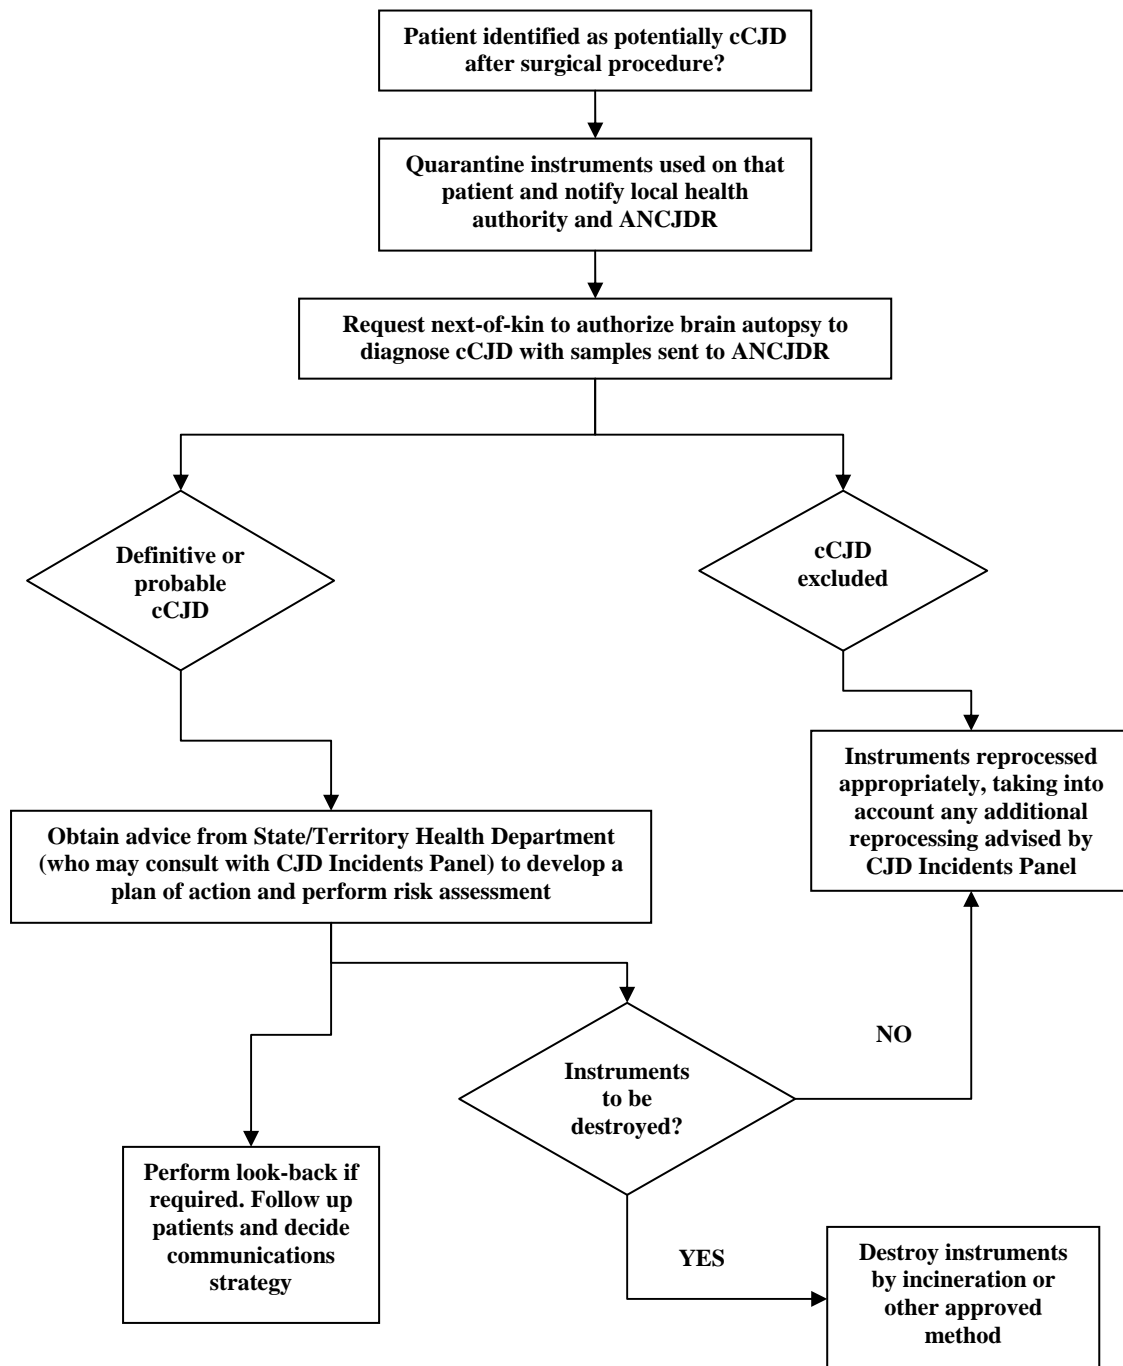 Patient identified as potentially cCJD
after surgical procedure?
Quarantine instruments used on that
patient and notify local health
authority and ANCJDR
Request next-of-kin to authorize brain autopsy to
diagnose cCJD with samples sent to ANCJDR
Definitive or
probable
cCJD
cCJD
excluded
Instruments reprocessed
appropriately, taking into
account any additional
reprocessing advised by
CJD Incidents Panel
Obtain advice from State/Territory Health Department
(who may consult with CJD Incidents Panel) to develop a
plan of action and perform risk assessment
NO
Instruments
to be
destroyed?
Perform look-back if
required. Follow up
patients and decide
communications
strategy
YES
Destroy instruments
by incineration or
other approved
method